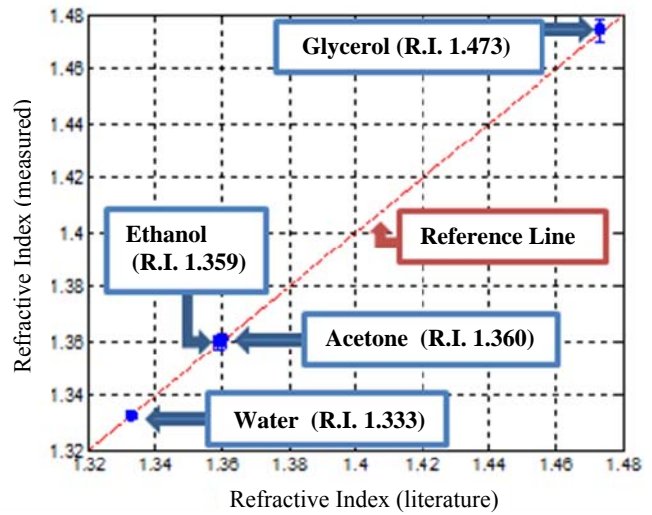 1.48
1.46
1.44
1.42
1.4
1.38
1.36
1.34
1.32
Refractive Index (measured)
Glycerol (R.I. 1.473)
Ethanol
(R.I. 1.359)
Reference Line
Acetone (R.I. 1.360)
Water (R.I. 1.333)
1.32 1.34 1.36 1.38 1.4 1.42 1.44 1.46 1.48
Refractive Index (literature)